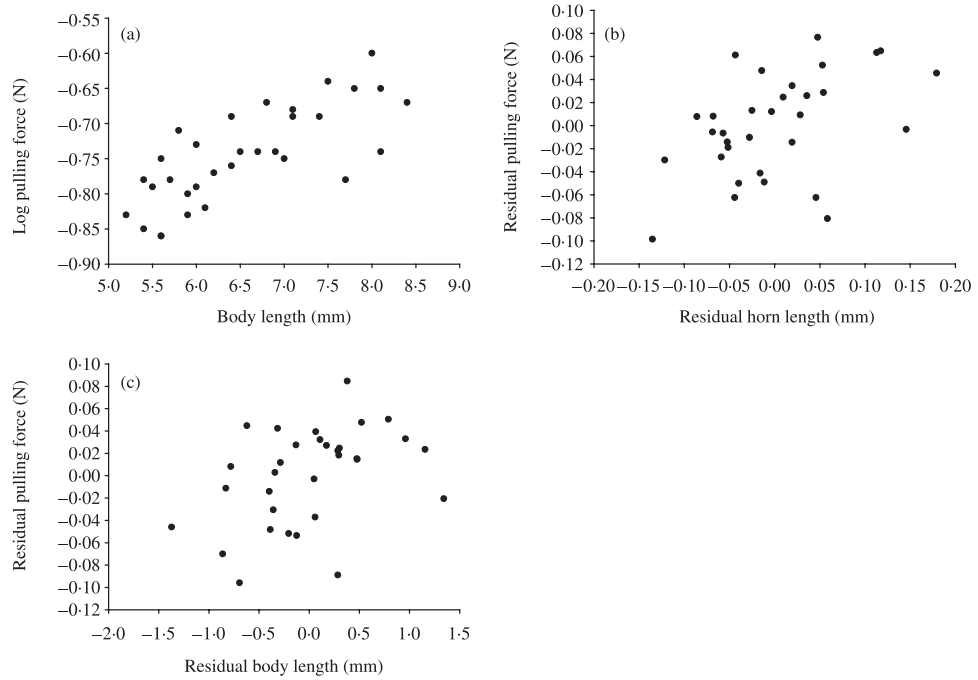 (a)
Log pulling force (N)
−0·55
−0·60
−0·65
−0·70
−0·75
−0·80
−0·85
−0·90
5·0 5·5 6·0 6·5 7·0 7·5 8·0 8·5 9·0
Body length (mm)
(b)
Residual pulling force (N)
0·10
0·08
0·06
0·04
0·02
0·00
−0·02
−0·04
−0·06
−0·08
−0·10
−0·12
−0·20 −0·15 −0·10 −0·05 0·00 0·05 0·10 0·15 0·20
Residual horn length (mm)
(c)
Residual pulling force (N)
0·10
0·08
0·06
0·04
0·02
0·00
−0·02
−0·04
−0·06
−0·08
−0·10
−0·12
−2·0 −1·5 −1·0 −0·5 0·0 0·5 1·0 1·5
Residual body length (mm)